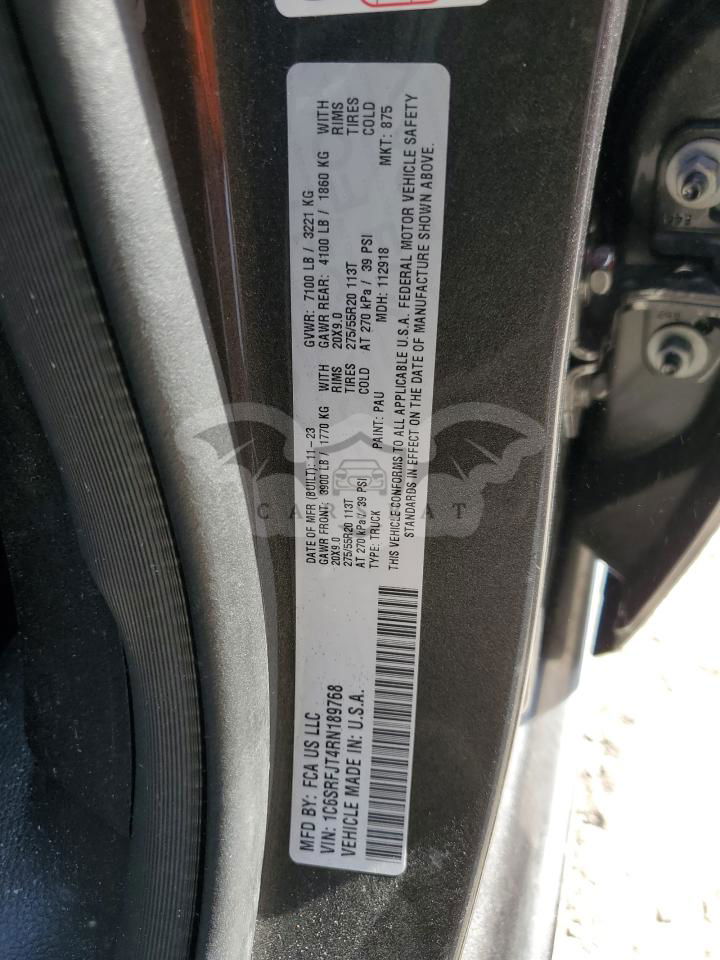 MFD BY: FCA US LLC
VIN: 1C6SRFJT4RN189768
VEHICLE MADE IN: U.S.A.
DATE OF MFR (BUILT): 11-23
GAWR FRONT: 3900 LB / 1770 KG WITH
20X9.0 RIMS
275/55R20 113T TIRES
AT 270 kPa / 39 PSI COLD
GVWR: 7100 LB / 3221 KG
GAWR REAR: 4100 LB / 1860 KG WITH
20X9.0 RIMS
275/55R20 113T TIRES
AT 270 kPa / 39 PSI COLD
TYPE: TRUCK PAINT: PAU MDH: 112918 MKT: 875
THIS VEHICLE CONFORMS TO ALL APPLICABLE U.S.A. FEDERAL MOTOR VEHICLE SAFETY
STANDARDS IN EFFECT ON THE DATE OF MANUFACTURE SHOWN ABOVE.